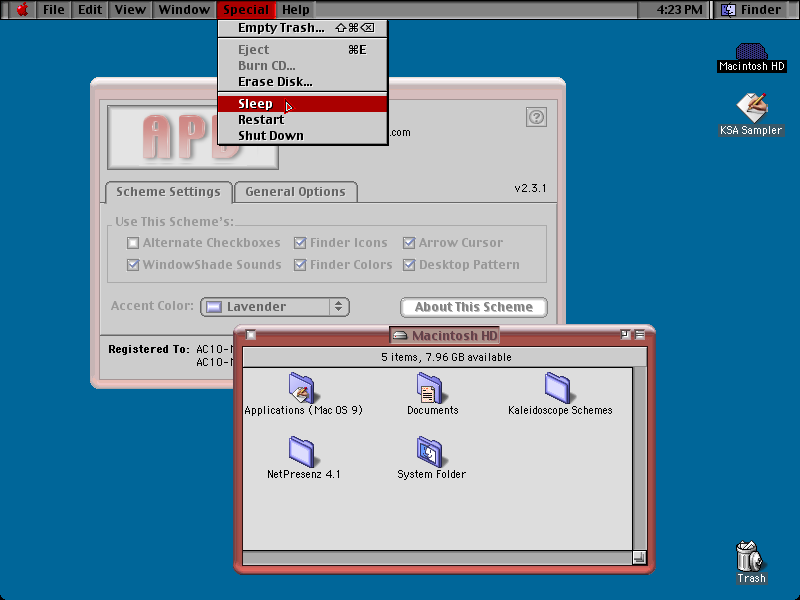 File Edit View Window Special Help 4:23 PM Finder
Empty Trash... ⇧⌘⌫
Eject ⌘E
Burn CD...
Erase Disk...
Sleep
Restart
Shut Down
Macintosh HD
KSA Sampler
.com
Scheme Settings General Options v2.3.1
Use This Scheme's:
Alternate Checkboxes Finder Icons Arrow Cursor
WindowShade Sounds Finder Colors Desktop Pattern
Accent Color: Lavender About This Scheme
Registered To: AC10-
AC10-
Macintosh HD
5 items, 7.96 GB available
Applications (Mac OS 9) Documents Kaleidoscope Schemes
NetPresenz 4.1 System Folder
Trash